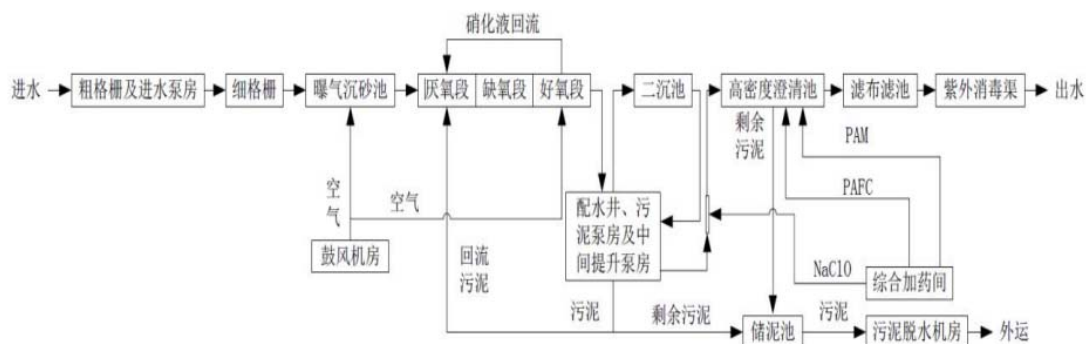 硝化液回流
进水
粗格栅及进水泵房
细格栅
曝气沉砂池
厌氧段
缺氧段
好氧段
二沉池
高密度澄清池
滤布滤池
紫外消毒渠
出水
剩余
污泥
PAM
PAFC
空
气
空气
鼓风机房
回流
污泥
配水井、污
泥泵房及中
间提升泵房
NaClO
综合加药间
污泥
剩余污泥
储泥池
污泥
污泥脱水机房
外运